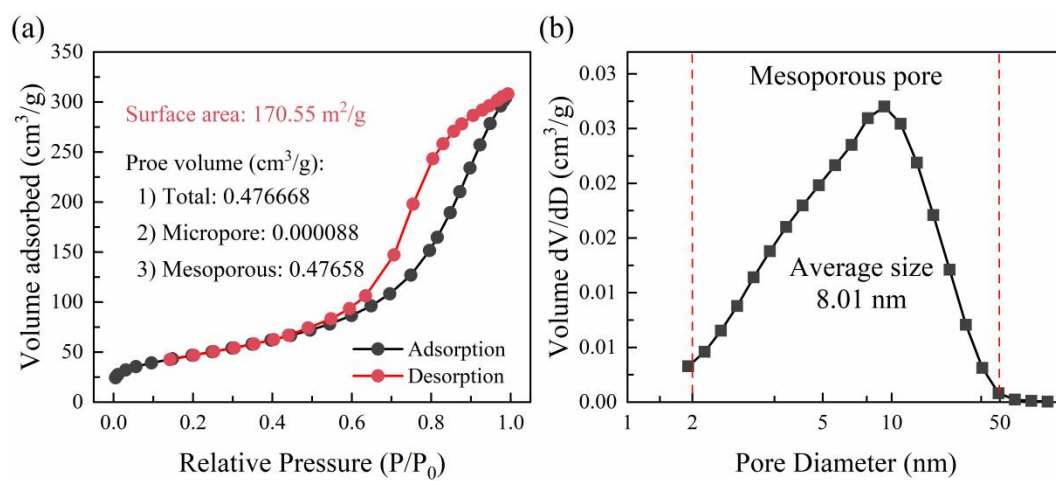 (a)
350
300
250
200
150
100
50
0
Volume adsorbed (cm³/g)
Surface area: 170.55 m²/g
Proe volume (cm³/g):
1) Total: 0.476668
2) Micropore: 0.000088
3) Mesoporous: 0.47658
Adsorption
Desorption
0.0 0.2 0.4 0.6 0.8 1.0
Relative Pressure (P/P₀)
(b)
0.03
0.03
0.02
0.02
0.01
0.01
0.00
Volume dV/dD (cm³/g)
Mesoporous pore
Average size
8.01 nm
1 2 5 10 50
Pore Diameter (nm)